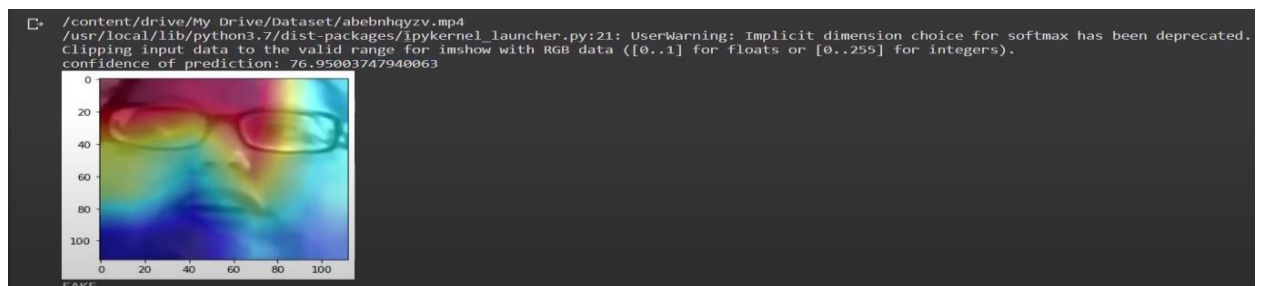 /content/drive/My Drive/Dataset/abebnhqyzv.mp4
/usr/local/lib/python3.7/dist-packages/ipykernel_launcher.py:21: UserWarning: Implicit dimension choice for softmax has been deprecated.
Clipping input data to the valid range for imshow with RGB data ([0..1] for floats or [0..255] for integers).
confidence of prediction: 76.95003747940063
0
20
40
60
80
100
0 20 40 60 80 100
FAKE